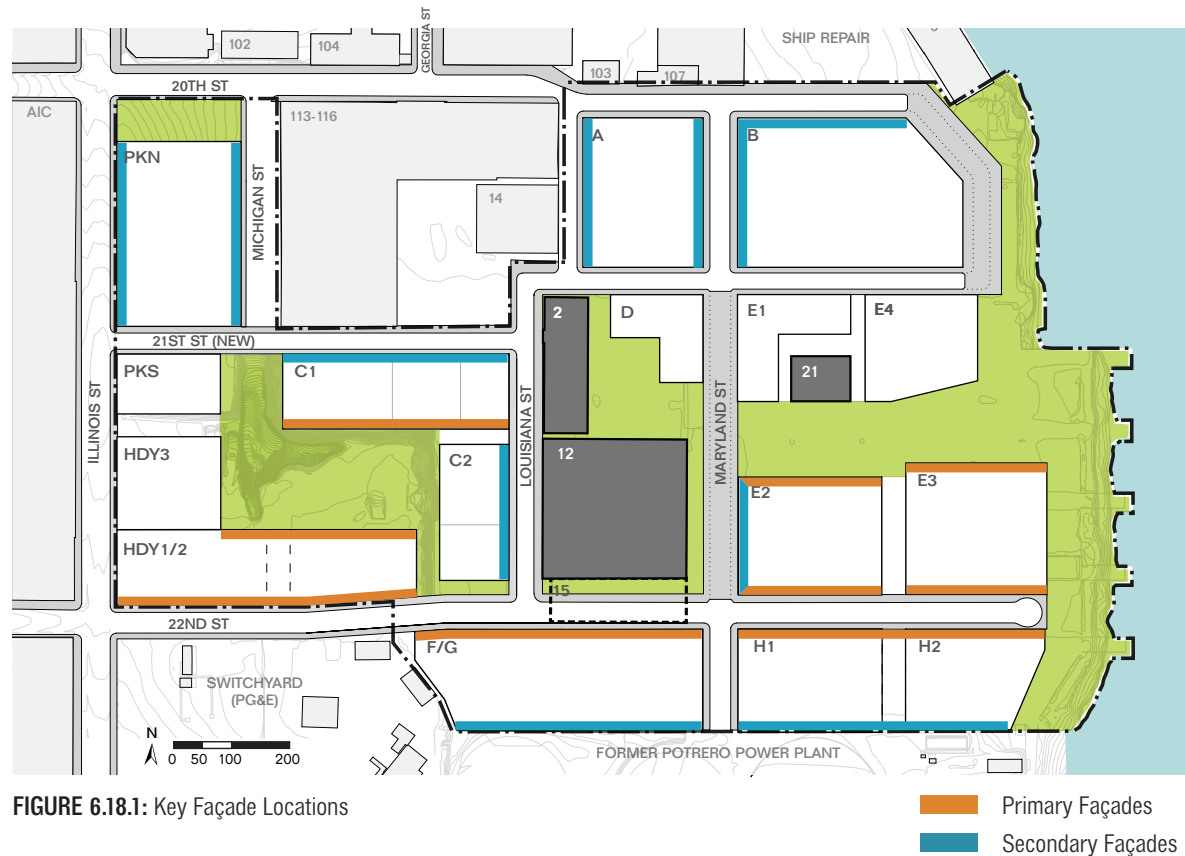 GEORGIA ST
SHIP REPAIR
102
104
103
107
20TH ST
AIC
113-116
PKN
MICHIGAN ST
14
A
B
2
D
E1
E4
21ST ST (NEW)
PKS
C1
21
ILLINOIS ST
LOUISIANA ST
MARYLAND ST
HDY3
C2
12
E2
E3
HDY1/2
15
22ND ST
F/G
H1
H2
SWITCHYARD
(PG&E)
N
0 50 100 200
FORMER POTRERO POWER PLANT
FIGURE 6.18.1: Key Façade Locations
Primary Façades
Secondary Façades